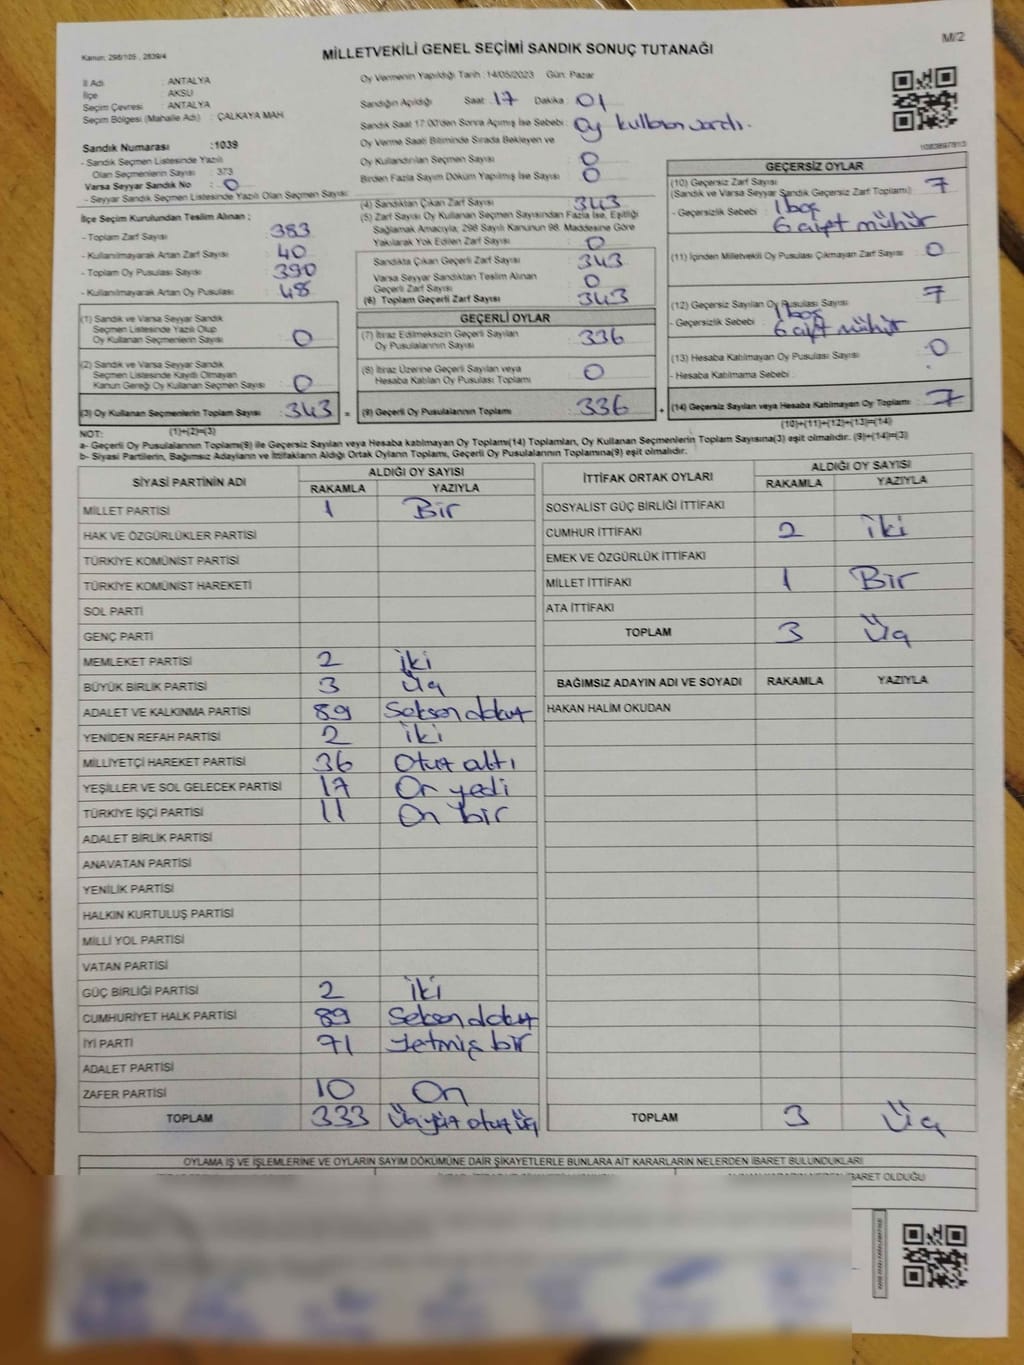 Kanun, 298/105 , 2839/4
MİLLETVEKİLİ GENEL SEÇİMİ SANDIK SONUÇ TUTANAĞI
M/2
İl Adı : ANTALYA
İlçe : AKSU
Seçim Çevresi : ANTALYA
Seçim Bölgesi (Mahalle Adı) : ÇALKAYA MAH
Sandık Numarası :1039
- Sandık Seçmen Listesinde Yazılı
Olan Seçmenlerin Sayısı : 373
Varsa Seyyar Sandık No : 0
- Seyyar Sandık Seçmen Listesinde Yazılı Olan Seçmen Sayısı:
İlçe Seçim Kurulundan Teslim Alınan ;
- Toplam Zarf Sayısı : 383
- Kullanılmayarak Artan Zarf Sayısı : 40
- Toplam Oy Pusulası Sayısı : 390
- Kullanılmayarak Artan Oy Pusulası : 48
(1) Sandık ve Varsa Seyyar Sandık
Seçmen Listesinde Yazılı Olup
Oy Kullanan Seçmenlerin Sayısı : 0
(2) Sandık ve Varsa Seyyar Sandık
Seçmen Listesinde Kayıtlı Olmayan
Kanun Gereği Oy Kullanan Seçmen Sayısı : 0
(3) Oy Kullanan Seçmenlerin Toplam Sayısı : 343 =
(1)+(2)=(3)
Oy Vermenin Yapıldığı Tarih :14/05/2023 Gün: Pazar
Sandığın Açıldığı Saat :17 Dakika : 01
Sandık Saat 17:00'den Sonra Açılmış İse Sebebi : Oy kullanan vardı.
Oy Verme Saati Bitiminde Sırada Bekleyen ve
Oy Kullandırılan Seçmen Sayısı : 0
Birden Fazla Sayım Döküm Yapılmış İse Sayısı : 0
(4) Sandıktan Çıkan Zarf Sayısı : 343
(5) Zarf Sayısı Oy Kullanan Seçmen Sayısından Fazla İse, Eşitliği
Sağlamak Amacıyla; 298 Sayılı Kanunun 98. Maddesine Göre
Yakılarak Yok Edilen Zarf Sayısı : 0
Sandıkta Çıkan Geçerli Zarf Sayısı : 343
Varsa Seyyar Sandıktan Teslim Alınan
Geçerli Zarf Sayısı : 0
(6) Toplam Geçerli Zarf Sayısı : 343
GEÇERLİ OYLAR
(7) İtiraz Edilmeksizin Geçerli Sayılan
Oy Pusulalarının Sayısı : 336
(8) İtiraz Üzerine Geçerli Sayılan veya
Hesaba Katılan Oy Pusulası Toplamı : 0
(9) Geçerli Oy Pusulalarının Toplamı : 336 +
GEÇERSİZ OYLAR
(10) Geçersiz Zarf Sayısı : 7
(Sandık ve Varsa Seyyar Sandık Geçersiz Zarf Toplamı)
- Geçersizlik Sebebi : 1 boş
6 çift mühür
(11) İçinden Milletvekili Oy Pusulası Çıkmayan Zarf Sayısı : 0
(12) Geçersiz Sayılan Oy Pusulası Sayısı : 7
- Geçersizlik Sebebi : 1 boş
6 çift mühür
(13) Hesaba Katılmayan Oy Pusulası Sayısı : 0
- Hesaba Katılmama Sebebi :
(14) Geçersiz Sayılan veya Hesaba Katılmayan Oy Toplamı : 7
(10)+(11)+(12)+(13)=(14)
NOT:
a- Geçerli Oy Pusulalarının Toplamı(9) ile Geçersiz Sayılan veya Hesaba katılmayan Oy Toplamı(14) Toplamları, Oy Kullanan Seçmenlerin Toplam Sayısına(3) eşit olmalıdır. (9)+(14)=(3)
b- Siyasi Partilerin, Bağımsız Adayların ve İttifakların Aldığı Ortak Oyların Toplamı, Geçerli Oy Pusulalarının Toplamına(9) eşit olmalıdır.
SİYASİ PARTİNİN ADI ALDIĞI OY SAYISI
RAKAMLA YAZIYLA
MİLLET PARTİSİ 1 Bir
HAK VE ÖZGÜRLÜKLER PARTİSİ
TÜRKİYE KOMÜNİST PARTİSİ
TÜRKİYE KOMÜNİST HAREKETİ
SOL PARTİ
GENÇ PARTİ
MEMLEKET PARTİSİ 2 iki
BÜYÜK BİRLİK PARTİSİ 3 Üç
ADALET VE KALKINMA PARTİSİ 89 Seksen dokuz
YENİDEN REFAH PARTİSİ 2 iki
MİLLİYETÇİ HAREKET PARTİSİ 36 Otuz altı
YEŞİLLER VE SOL GELECEK PARTİSİ 17 On yedi
TÜRKİYE İŞÇİ PARTİSİ 11 On bir
ADALET BİRLİK PARTİSİ
ANAVATAN PARTİSİ
YENİLİK PARTİSİ
HALKIN KURTULUŞ PARTİSİ
MİLLİ YOL PARTİSİ
VATAN PARTİSİ
GÜÇ BİRLİĞİ PARTİSİ 2 iki
CUMHURİYET HALK PARTİSİ 89 Seksen dokuz
İYİ PARTİ 71 Yetmiş bir
ADALET PARTİSİ
ZAFER PARTİSİ 10 On
TOPLAM 333 Üçyüz otuz üç
İTTİFAK ORTAK OYLARI ALDIĞI OY SAYISI
RAKAMLA YAZIYLA
SOSYALİST GÜÇ BİRLİĞİ İTTİFAKI
CUMHUR İTTİFAKI 2 iki
EMEK VE ÖZGÜRLÜK İTTİFAKI
MİLLET İTTİFAKI 1 Bir
ATA İTTİFAKI
TOPLAM 3 Üç
BAĞIMSIZ ADAYIN ADI VE SOYADI RAKAMLA YAZIYLA
HAKAN HALİM OKUDAN
TOPLAM 3 Üç
OYLAMA İŞ VE İŞLEMLERİNE VE OYLARIN SAYIM DÖKÜMÜNE DAİR ŞİKAYETLERLE BUNLARA AİT KARARLARIN NELERDEN İBARET BULUNDUKLARI
İBARET OLDUĞU